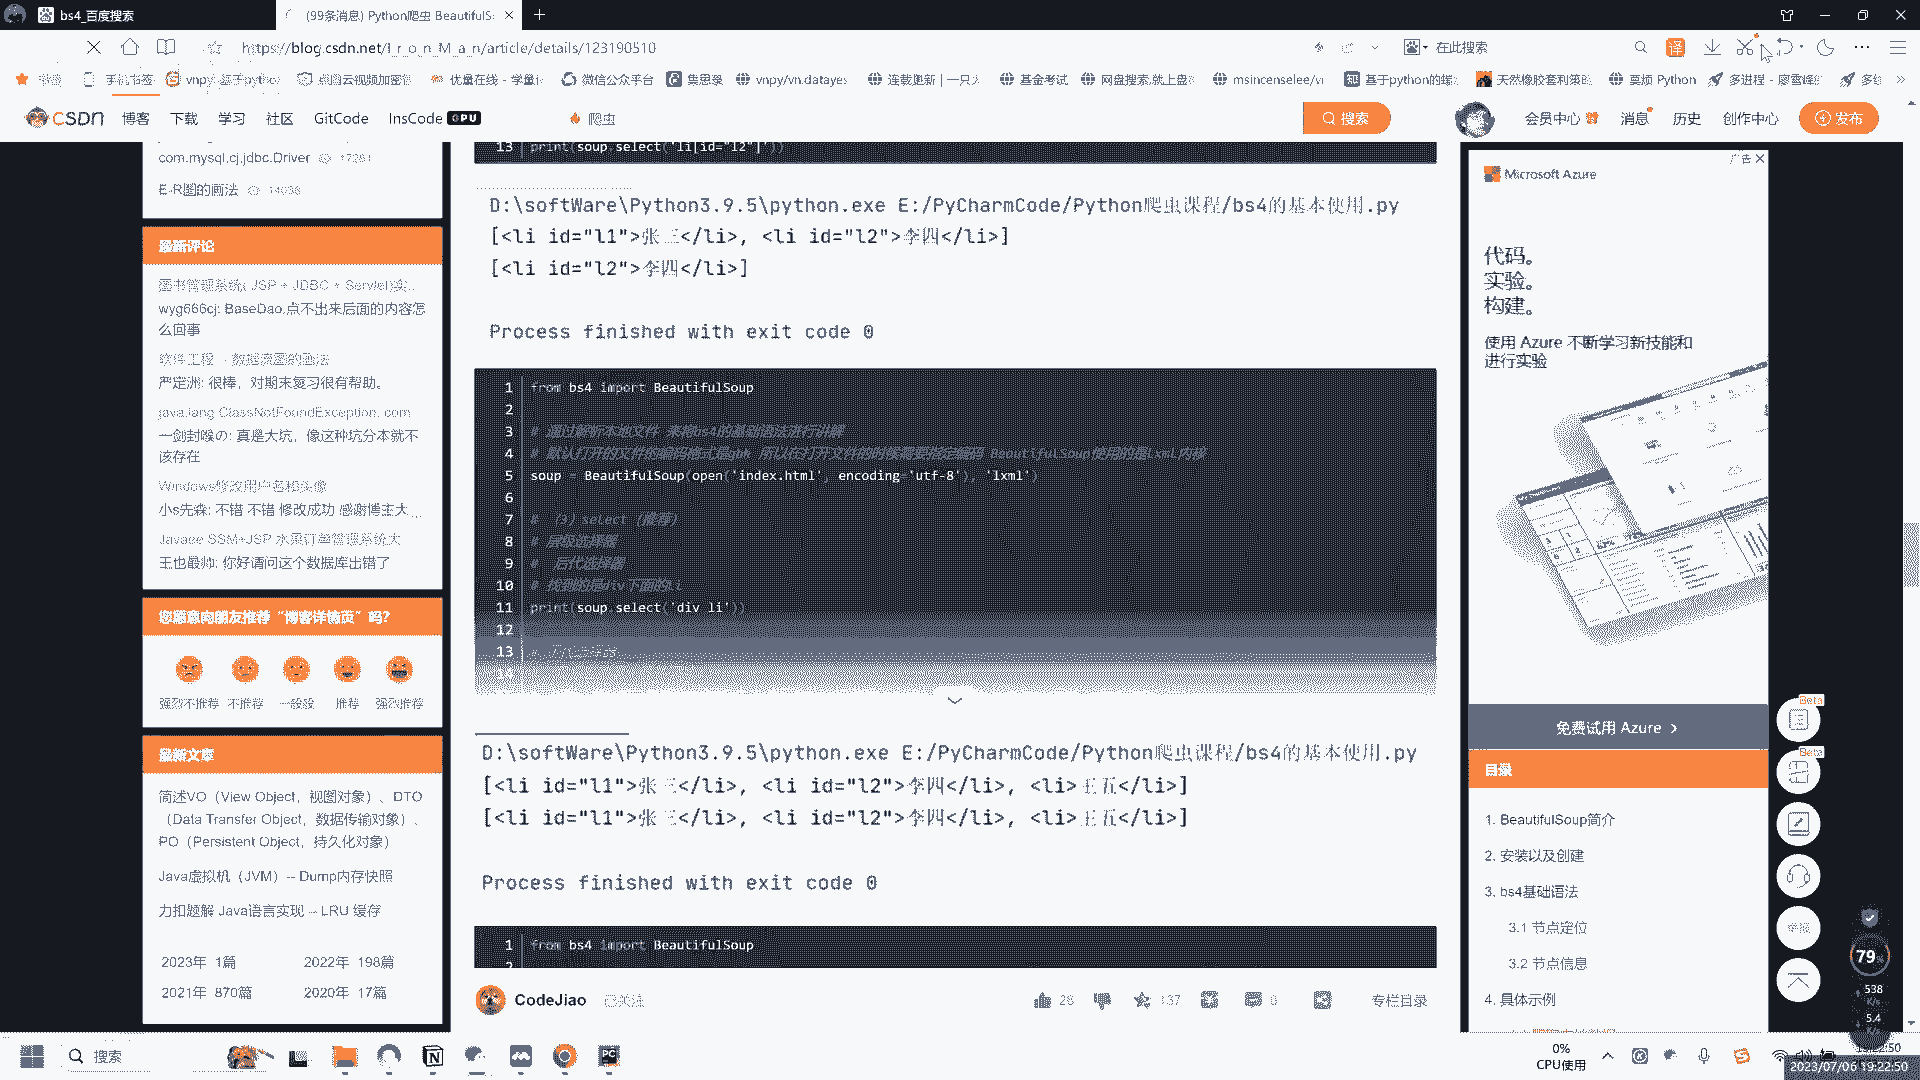 bs4_百度搜索
(99条消息) Python爬虫 BeautifulS
https://blog.csdn.net/I_r_o_n_M_a_n/article/details/123190510
在此搜索
译
手机书签
优量在线 - 学量化
微信公众平台
集思录
vnpy/vn.datayes
连载更新 | 一只大
基金考试
网盘搜索,就上盘
msincenselee/vn
基于python的螺
天然橡胶套利策略
莫烦 Python
多进程 - 廖雪峰
CSDN
博客
下载
学习
社区
GitCode
InsCode GPU
爬虫
搜索
会员中心
消息
历史
创作中心
发布
com.mysql.cj.jdbc.Driver 17261
E-R图的画法 14936
最新评论
图书管理系统( JSP + JDBC + Servlet)
wyg666cj: BaseDao.点不出来后面的内容怎
么回事
软件工程 - 数据流图的画法
严定洲: 很棒，对期末复习很有帮助。
java.lang.ClassNotFoundException: com
一剑封喉の: 真是大坑，像这种坑分本就不
该存在
Windows修改用户名和头像
小s先森: 不错 不错 修改成功 感谢博主大...
Javaee SSM+JSP 水果订单管理系统大
王也最帅: 你好请问这个数据库出错了
您愿意向朋友推荐“博客详情页”吗？
强烈不推荐
不推荐
一般般
推荐
强烈推荐
最新文章
简述VO（View Object，视图对象）、DTO
（Data Transfer Object，数据传输对象）、
PO（Persistent Object，持久化对象）
Java虚拟机（JVM）-- Dump内存快照
力扣题解 Java语言实现 -- LRU 缓存
2023年 1篇
2022年 198篇
2021年 870篇
2020年 17篇
13 print(soup.select('li[id="l2"]'))
D:\softWare\Python3.9.5\python.exe E:/PyCharmCode/Python爬虫课程/bs4的基本使用.py
[<li id="l1">张三</li>, <li id="l2">李四</li>]
[<li id="l2">李四</li>]
Process finished with exit code 0
1 from bs4 import BeautifulSoup
2
3 # 通过解析本地文件 来将bs4的基础语法进行讲解
4 # 默认打开的文件的编码格式是gbk 所以在打开文件的时候需要指定编码 BeautifulSoup使用的是lxml内核
5 soup = BeautifulSoup(open('index.html', encoding='utf-8'), 'lxml')
6
7 # （3）select（推荐）
8 # 层级选择器
9 # 后代选择器
10 # 找到的是div下面的li
11 print(soup.select('div li'))
12
13 # 子代选择器
14
D:\softWare\Python3.9.5\python.exe E:/PyCharmCode/Python爬虫课程/bs4的基本使用.py
[<li id="l1">张三</li>, <li id="l2">李四</li>, <li>王五</li>]
[<li id="l1">张三</li>, <li id="l2">李四</li>, <li>王五</li>]
Process finished with exit code 0
1 from bs4 import BeautifulSoup
2
CodeJiao
已关注
28
137
0
专栏目录
广告
Microsoft Azure
代码。
实验。
构建。
使用 Azure 不断学习新技能和
进行实验
免费试用 Azure
目录
1. BeautifulSoup简介
2. 安装以及创建
3. bs4基础语法
3.1 节点定位
3.2 节点信息
4. 具体示例
Beta
Beta
举报
79%
538
K/s
5.4
K/s
搜索
0%
CPU使用
19:22:50
2023/07/06 19:22:50